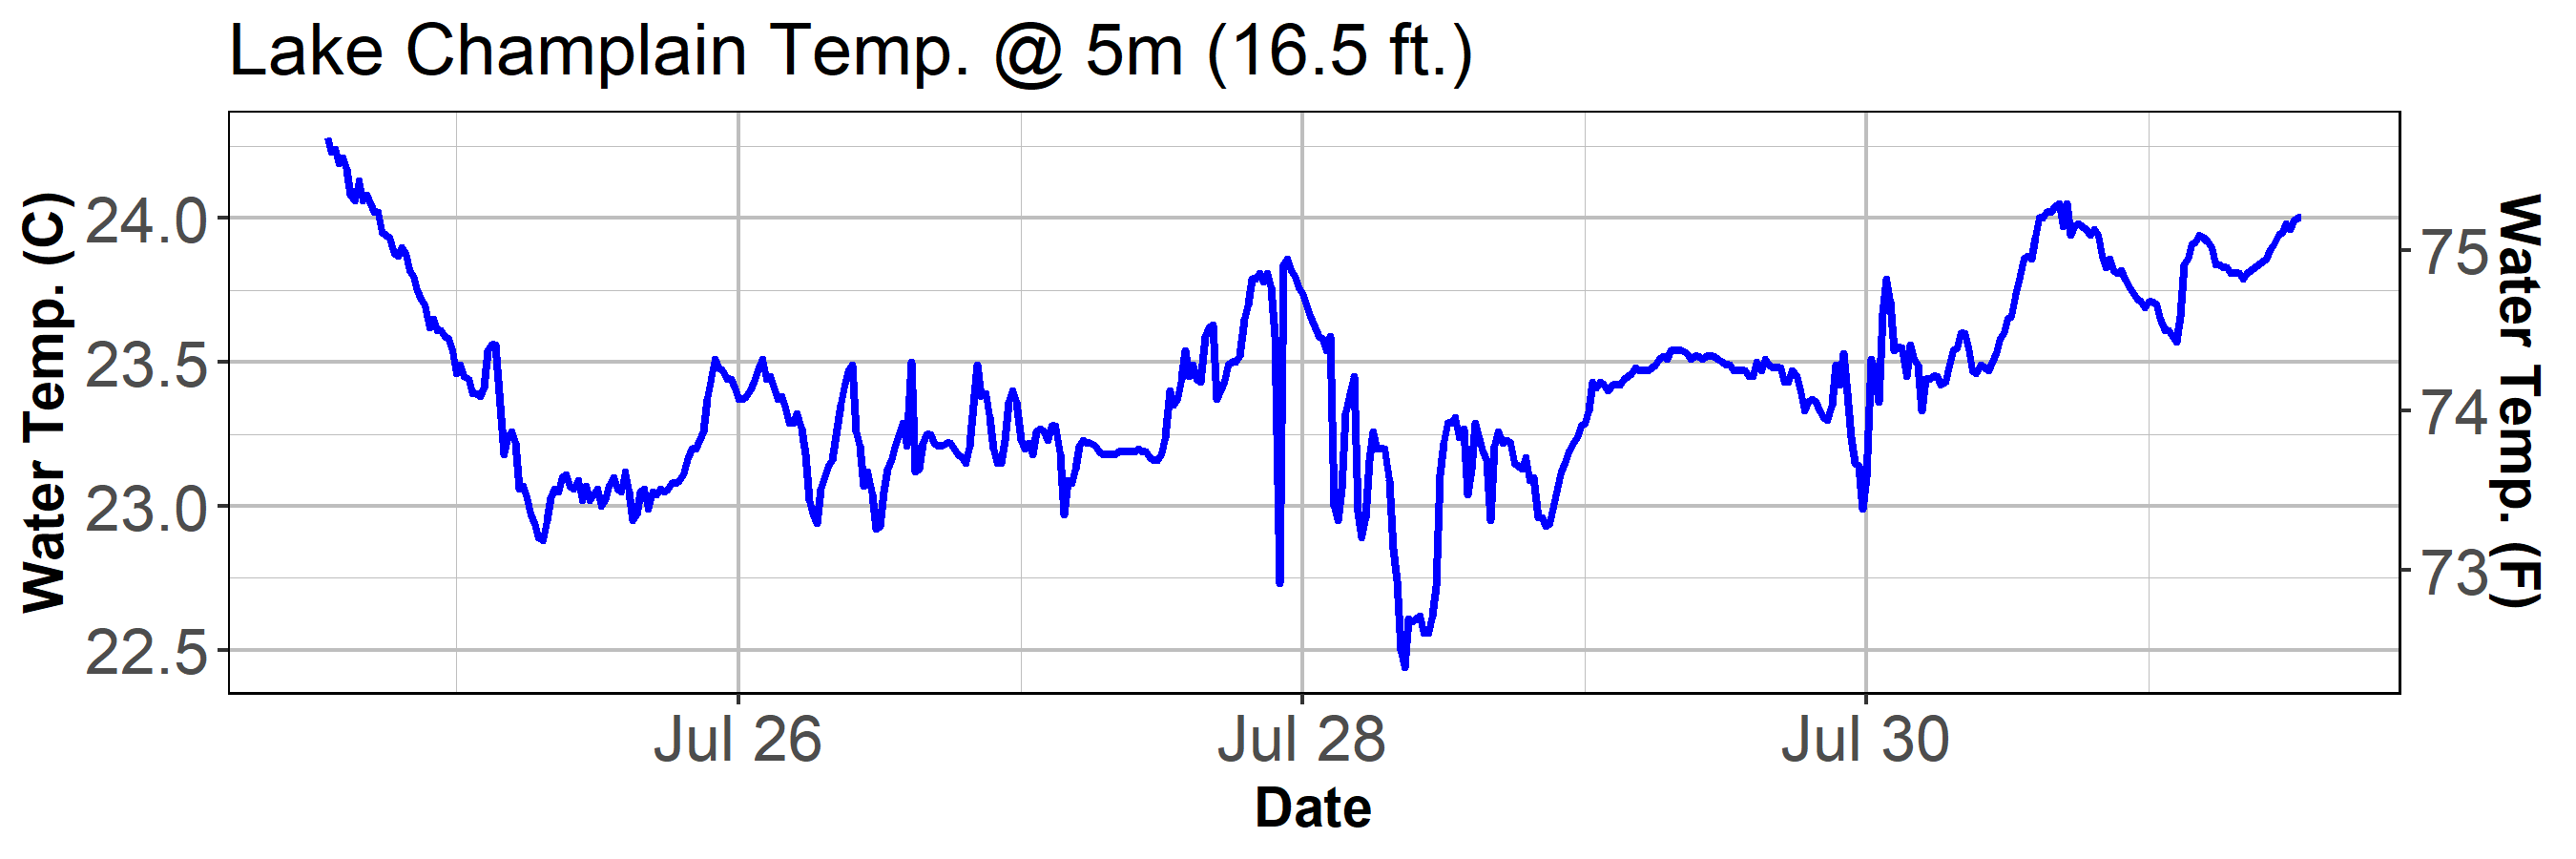 Lake Champlain Temp. @ 5m (16.5 ft.)
Water Temp. (C)
24.0
23.5
23.0
22.5
75
74
73
Water Temp. (F)
Jul 26
Jul 28
Jul 30
Date